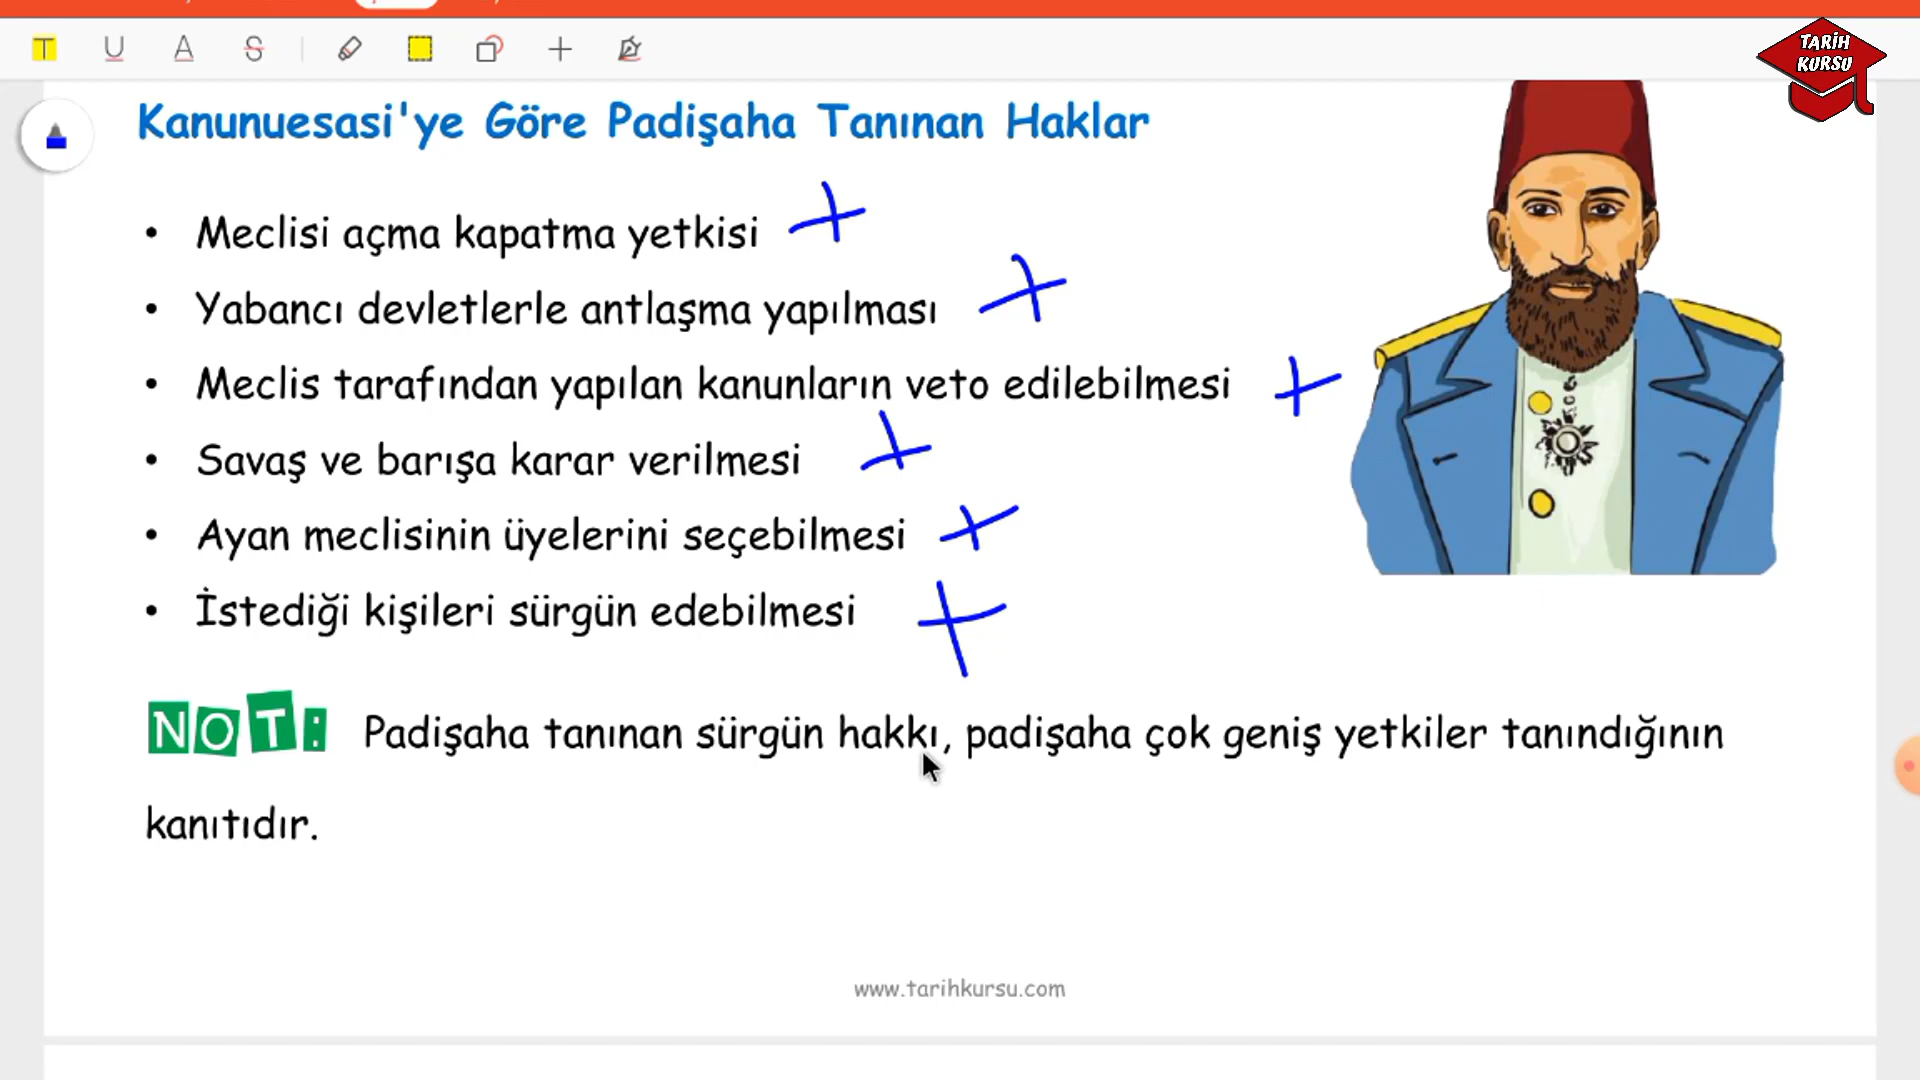 TARİH
KURSU
Kanunuesasi'ye Göre Padişaha Tanınan Haklar
• Meclisi açma kapatma yetkisi
• Yabancı devletlerle antlaşma yapılması
• Meclis tarafından yapılan kanunların veto edilebilmesi
• Savaş ve barışa karar verilmesi
• Ayan meclisinin üyelerini seçebilmesi
• İstediği kişileri sürgün edebilmesi
NOT: Padişaha tanınan sürgün hakkı, padişaha çok geniş yetkiler tanındığının
kanıtıdır.
www.tarihkursu.com